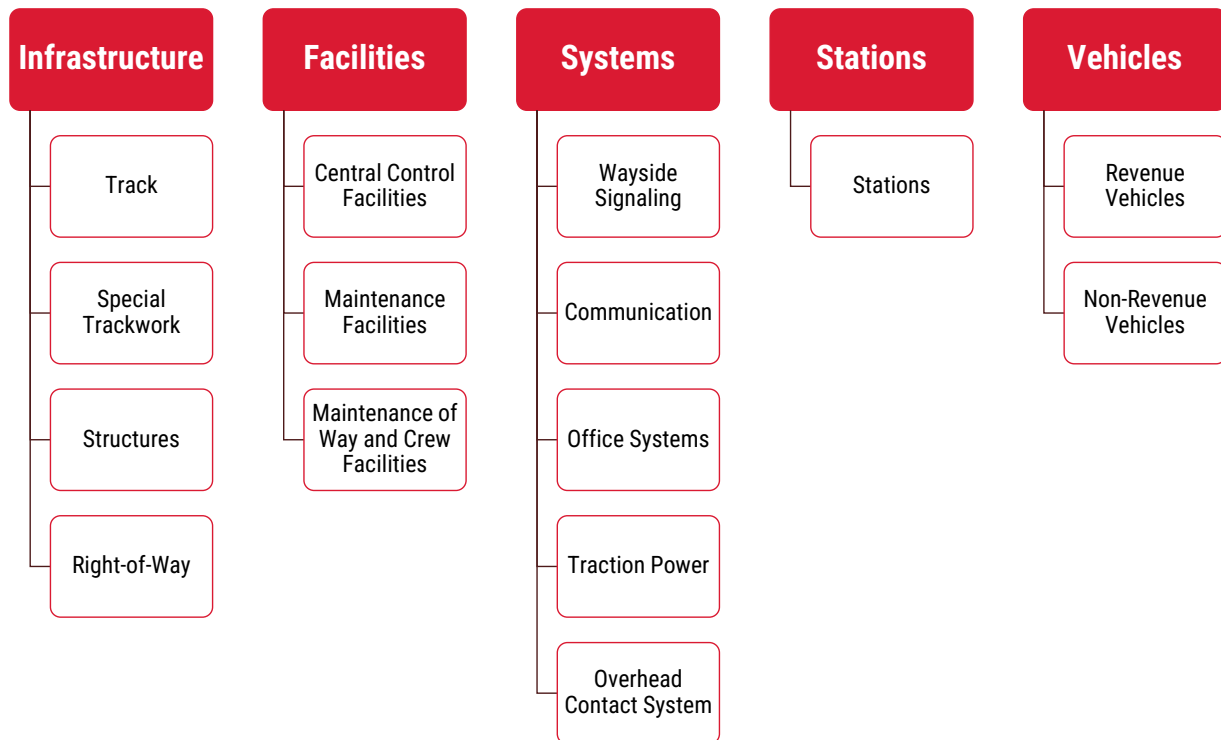 Infrastructure
Track
Special
Trackwork
Structures
Right-of-Way
Facilities
Central Control
Facilities
Maintenance
Facilities
Maintenance of
Way and Crew
Facilities
Systems
Wayside
Signaling
Communication
Office Systems
Traction Power
Overhead
Contact System
Stations
Stations
Vehicles
Revenue
Vehicles
Non-Revenue
Vehicles